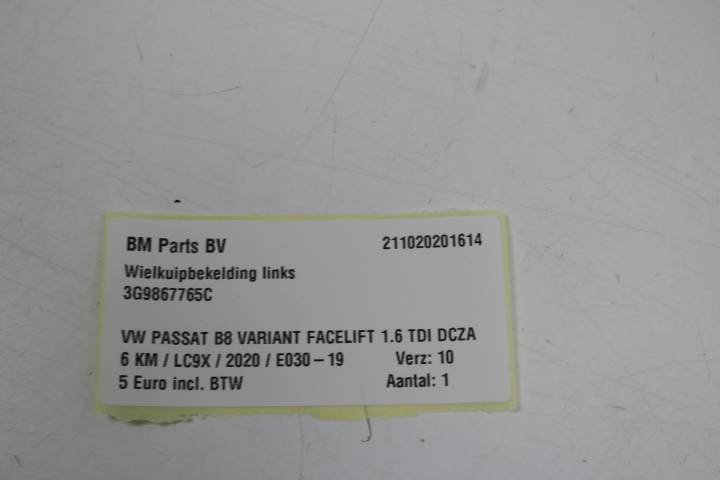 BM Parts BV 211020201614
Wielkuipbekelding links
3G9867765C
VW PASSAT B8 VARIANT FACELIFT 1.6 TDI DCZA
6 KM / LC9X / 2020 / E030-19 Verz: 10
5 Euro incl. BTW Aantal: 1